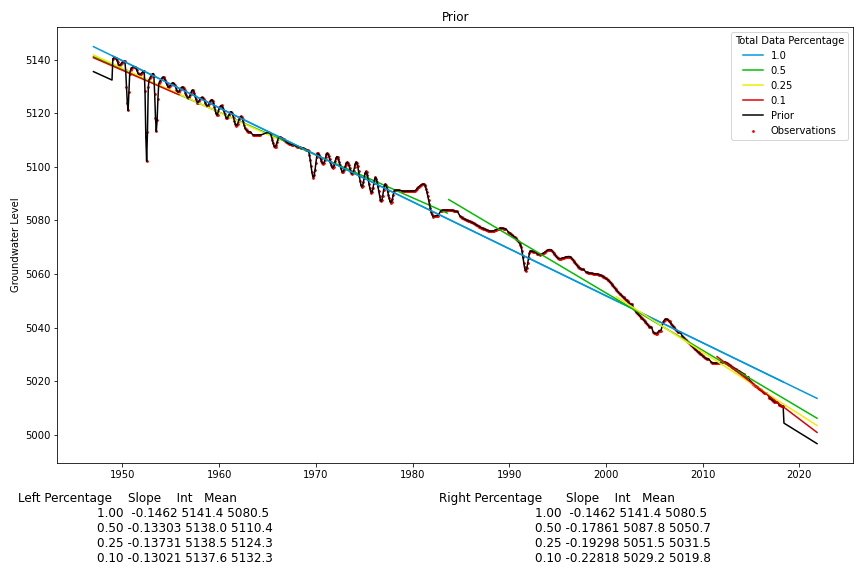 Prior
Total Data Percentage
1.0
0.5
0.25
0.1
Prior
Observations
Groundwater Level
5140
5120
5100
5080
5060
5040
5020
5000
1950 1960 1970 1980 1990 2000 2010 2020
Left Percentage Slope Int Mean
1.00 -0.1462 5141.4 5080.5
0.50 -0.13303 5138.0 5110.4
0.25 -0.13731 5138.5 5124.3
0.10 -0.13021 5137.6 5132.3
Right Percentage Slope Int Mean
1.00 -0.1462 5141.4 5080.5
0.50 -0.17861 5087.8 5050.7
0.25 -0.19298 5051.5 5031.5
0.10 -0.22818 5029.2 5019.8